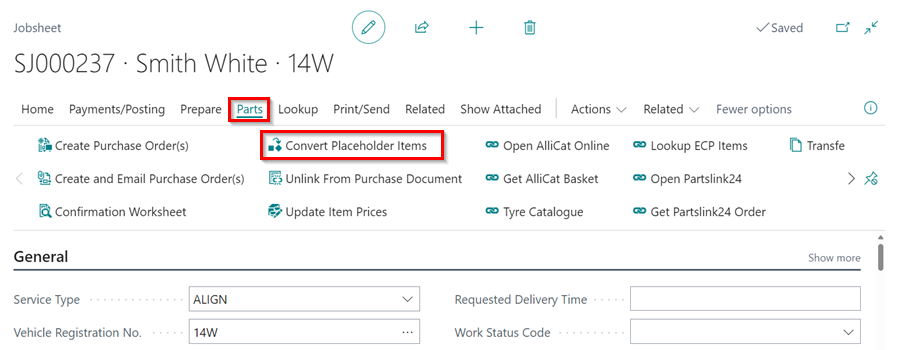 Jobsheet
Saved
SJ000237 · Smith White · 14W
Home Payments/Posting Prepare Parts Lookup Print/Send Related Show Attached Actions Related Fewer options
Create Purchase Order(s) Convert Placeholder Items Open AlliCat Online Lookup ECP Items Transfe
Create and Email Purchase Order(s) Unlink From Purchase Document Get AlliCat Basket Open Partslink24
Confirmation Worksheet Update Item Prices Tyre Catalogue Get Partslink24 Order
General Show more
Service Type ALIGN Requested Delivery Time
Vehicle Registration No. 14W ··· Work Status Code